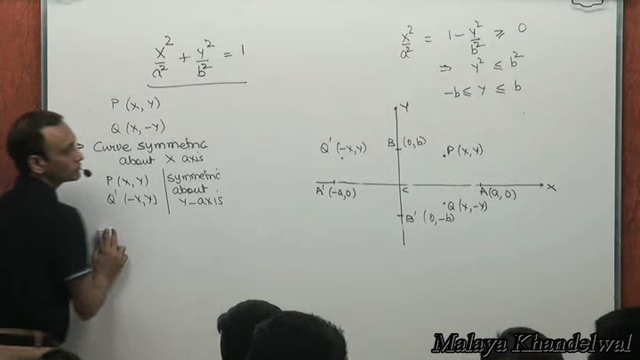 x²/a² + y²/b² = 1
P (x, y)
Q (x, -y)
Curve symmetric
about x axis
P (x, y)
Q' (-x, y)
symmetric
about
y-axis
x²/a² = 1 - y²/b² ⩾ 0
⇒ y² ≤ b²
-b ≤ y ≤ b
y
Q' (-x, y)
B (0, b)
P (x, y)
A' (-a, 0)
C
A (a, 0)
x
Q (x, -y)
B' (0, -b)
Malaya Khandelwal